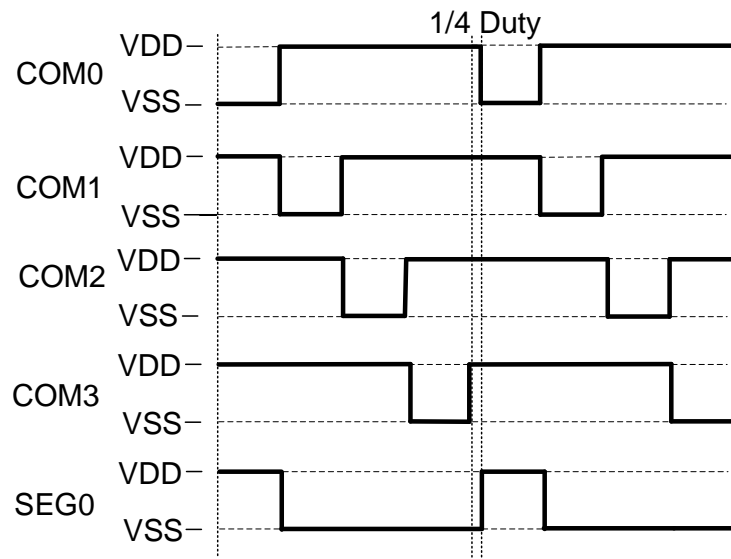 1/4 Duty
VDD
COM0
VSS
VDD
COM1
VSS
VDD
COM2
VSS
VDD
COM3
VSS
VDD
SEG0
VSS